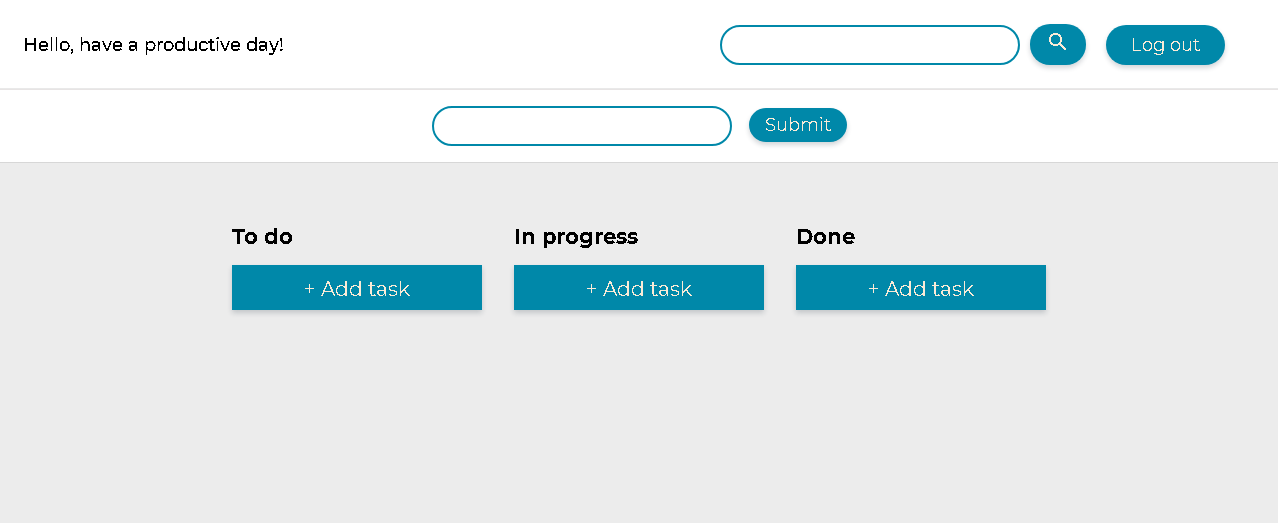 Hello, have a productive day!
Log out
Submit
To do
In progress
Done
+ Add task
+ Add task
+ Add task